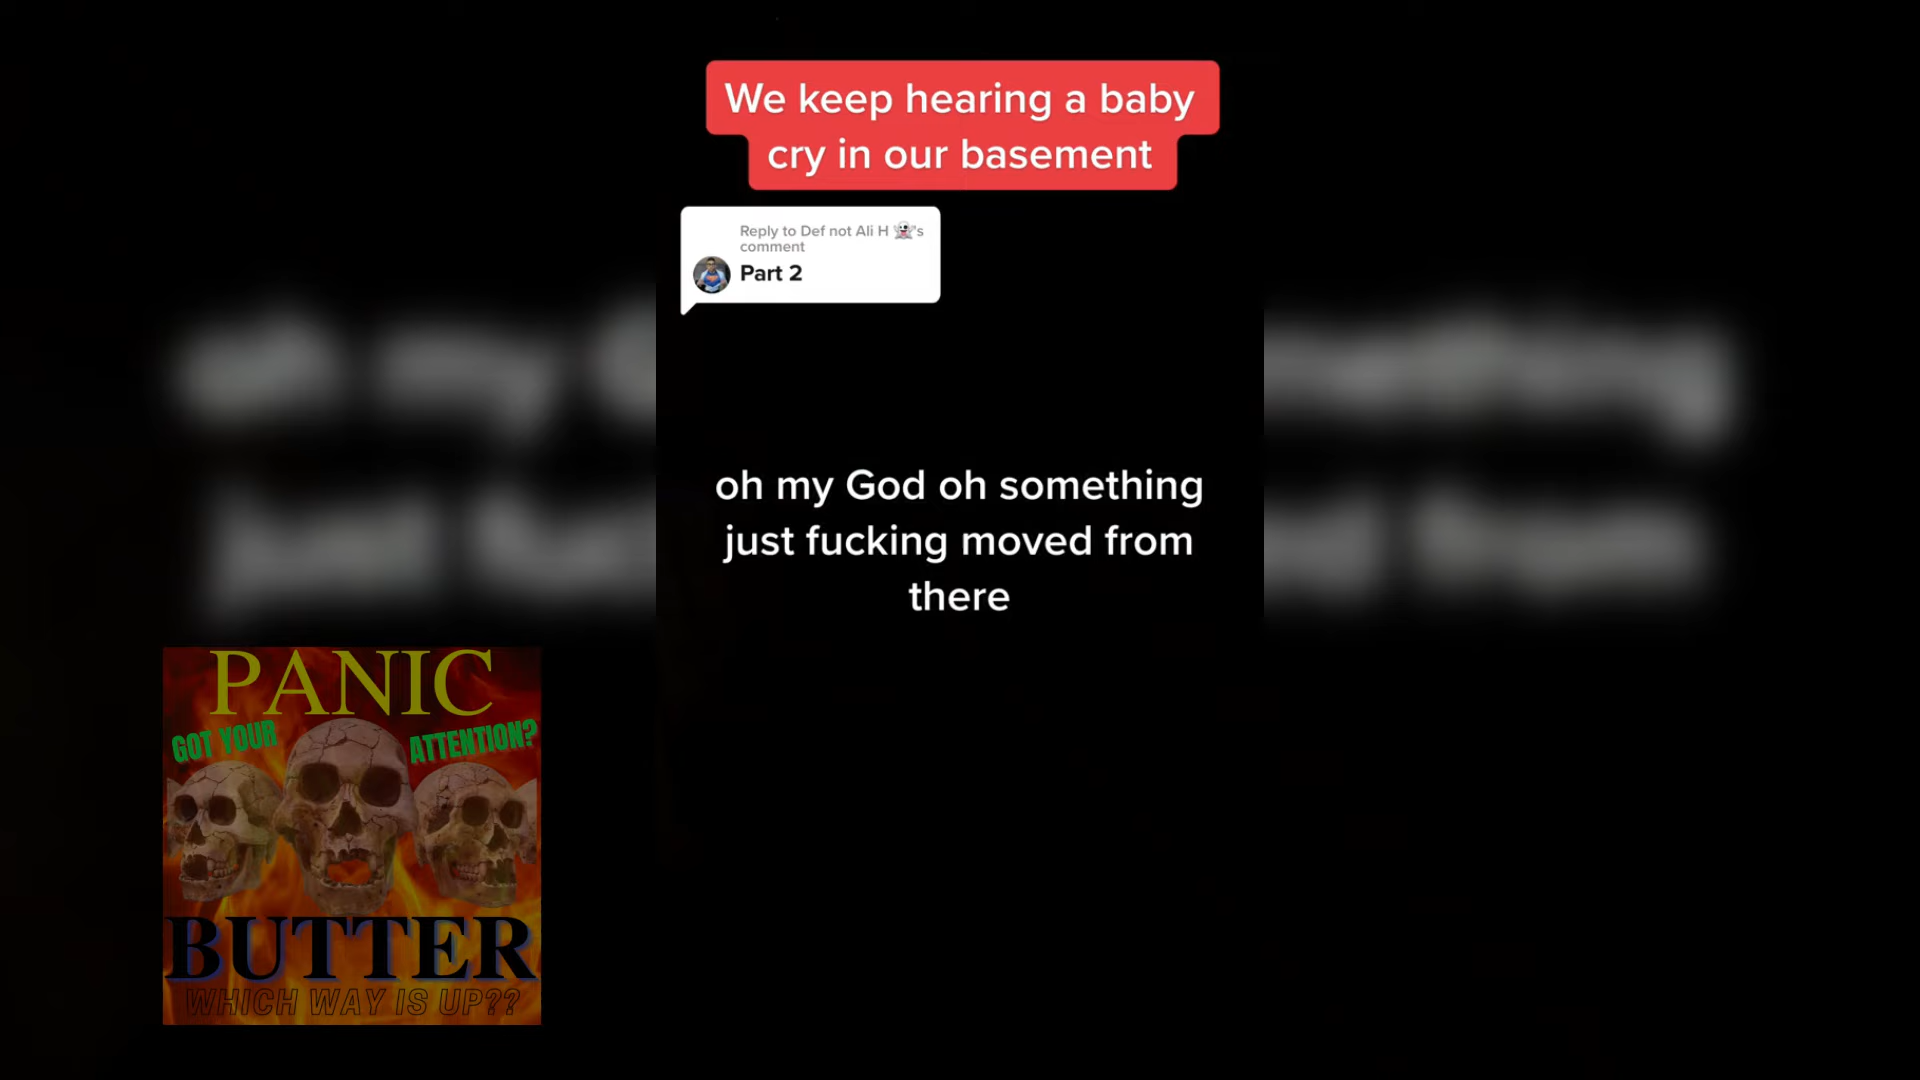 We keep hearing a baby
cry in our basement
Reply to Def not Ali H 👻's
comment
Part 2
oh my God oh something
just fucking moved from
there
PANIC
GOT YOUR ATTENTION?
BUTTER
WHICH WAY IS UP??